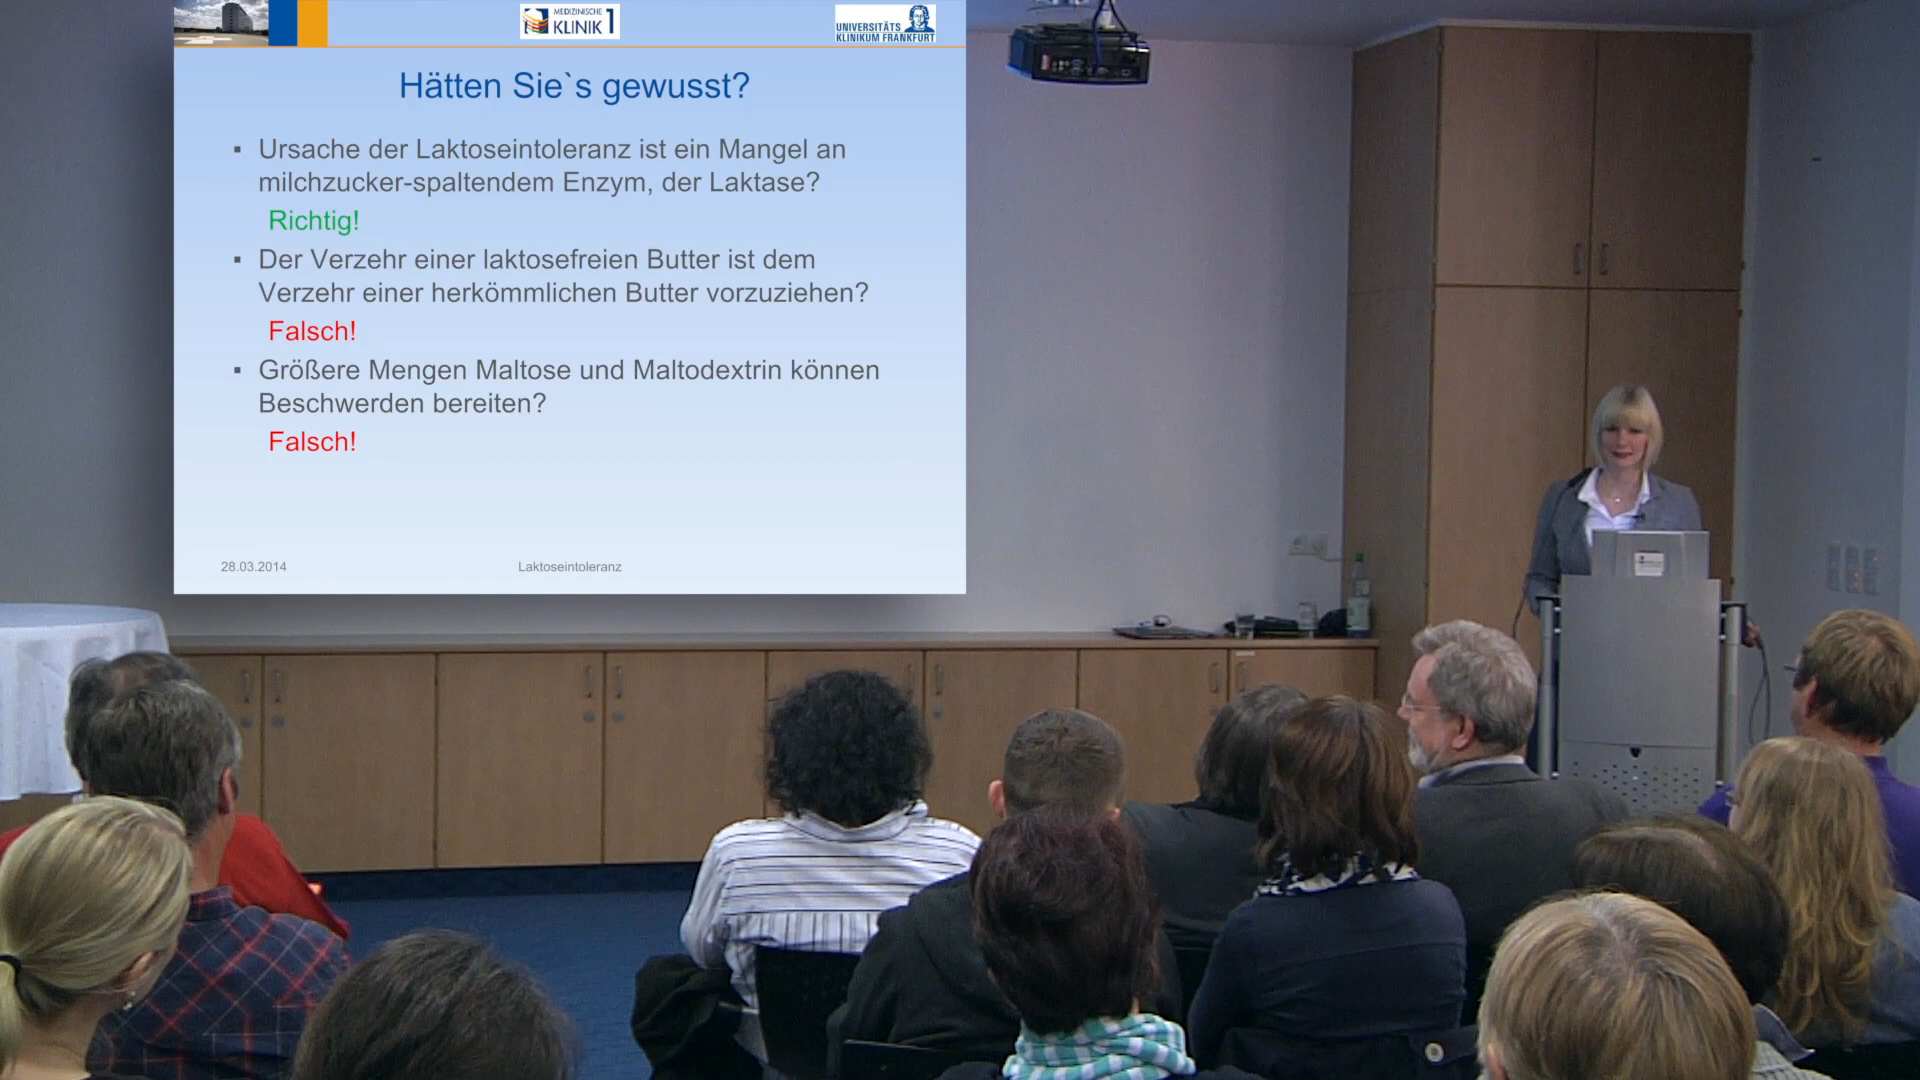 MEDIZINISCHE
KLINIK 1
UNIVERSITÄTS
KLINIKUM FRANKFURT
Hätten Sie`s gewusst?
▪ Ursache der Laktoseintoleranz ist ein Mangel an
milchzucker-spaltendem Enzym, der Laktase?
Richtig!
▪ Der Verzehr einer laktosefreien Butter ist dem
Verzehr einer herkömmlichen Butter vorzuziehen?
Falsch!
▪ Größere Mengen Maltose und Maltodextrin können
Beschwerden bereiten?
Falsch!
28.03.2014
Laktoseintoleranz